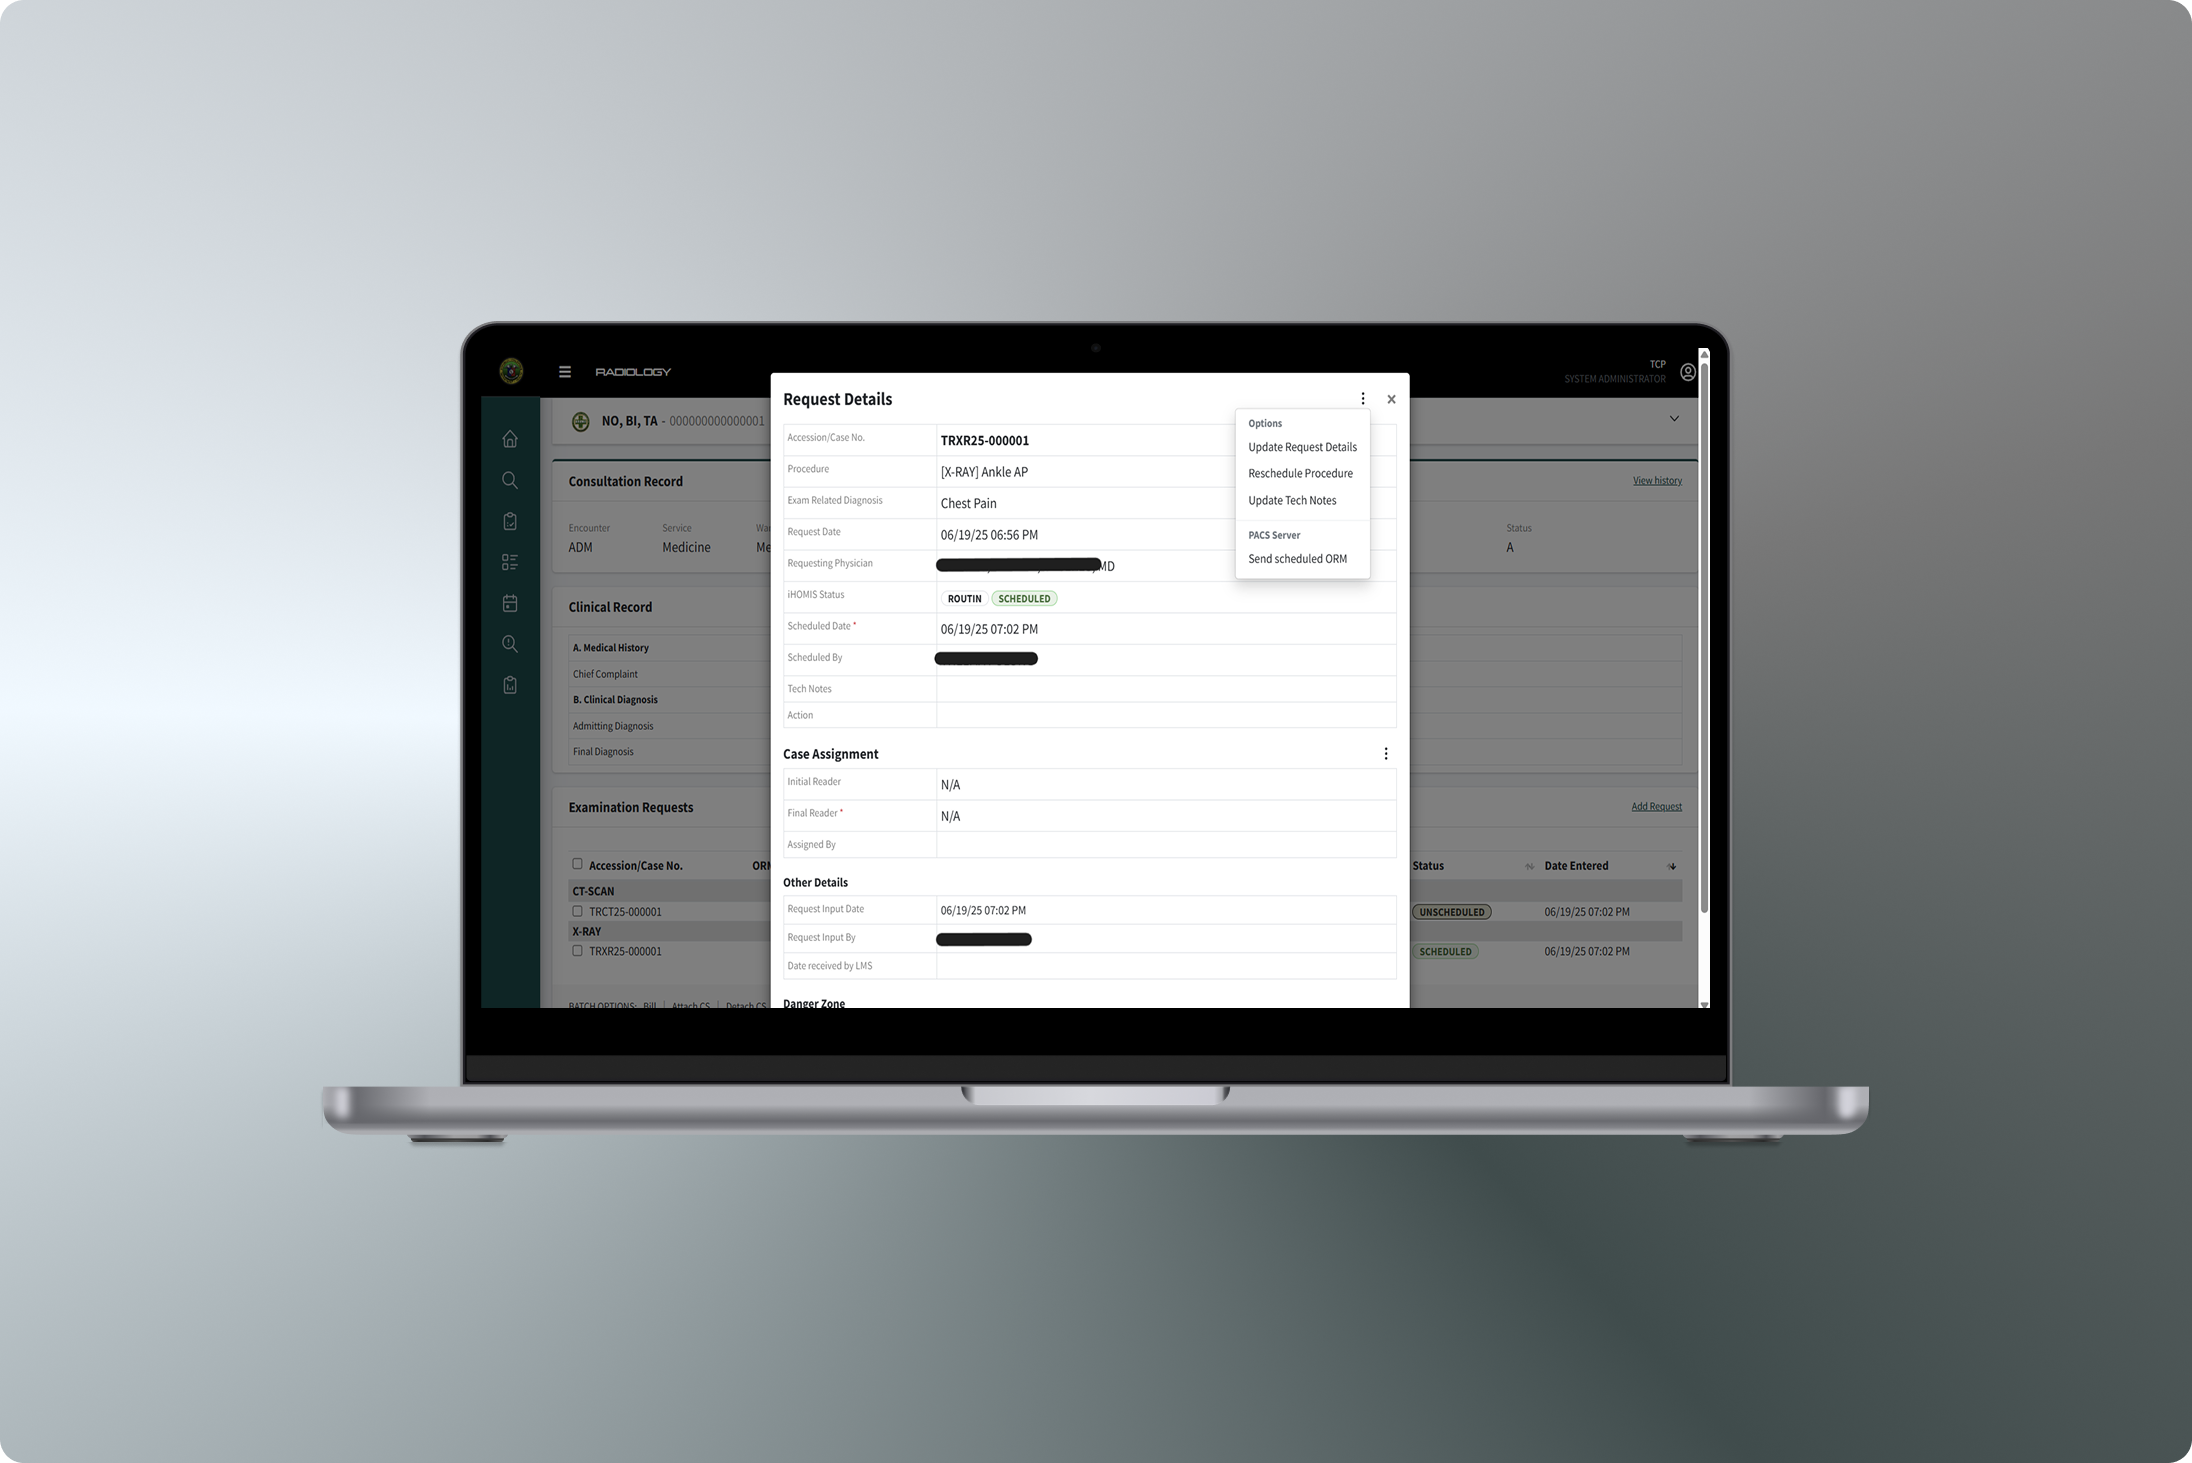 RADIOLOGY
TCP
SYSTEM ADMINISTRATOR
NO, BI, TA - 000000000000001
Consultation Record
View history
Encounter
Service
Wa
Status
ADM
Medicine
Me
A
Clinical Record
A. Medical History
Chief Complaint
B. Clinical Diagnosis
Admitting Diagnosis
Final Diagnosis
Examination Requests
Add Request
Accession/Case No.
ORM
Status
Date Entered
CT-SCAN
TRCT25-000001
UNSCHEDULED
06/19/25 07:02 PM
X-RAY
TRXR25-000001
SCHEDULED
06/19/25 07:02 PM
BATCH OPTIONS: Bill | Attach CS | Detach CS
Request Details
Accession/Case No.
TRXR25-000001
Procedure
[X-RAY] Ankle AP
Exam Related Diagnosis
Chest Pain
Request Date
06/19/25 06:56 PM
Requesting Physician
MD
iHOMIS Status
ROUTIN
SCHEDULED
Scheduled Date *
06/19/25 07:02 PM
Scheduled By
Tech Notes
Action
Options
Update Request Details
Reschedule Procedure
Update Tech Notes
PACS Server
Send scheduled ORM
Case Assignment
Initial Reader
N/A
Final Reader *
N/A
Assigned By
Other Details
Request Input Date
06/19/25 07:02 PM
Request Input By
Date received by LMS
Danger Zone